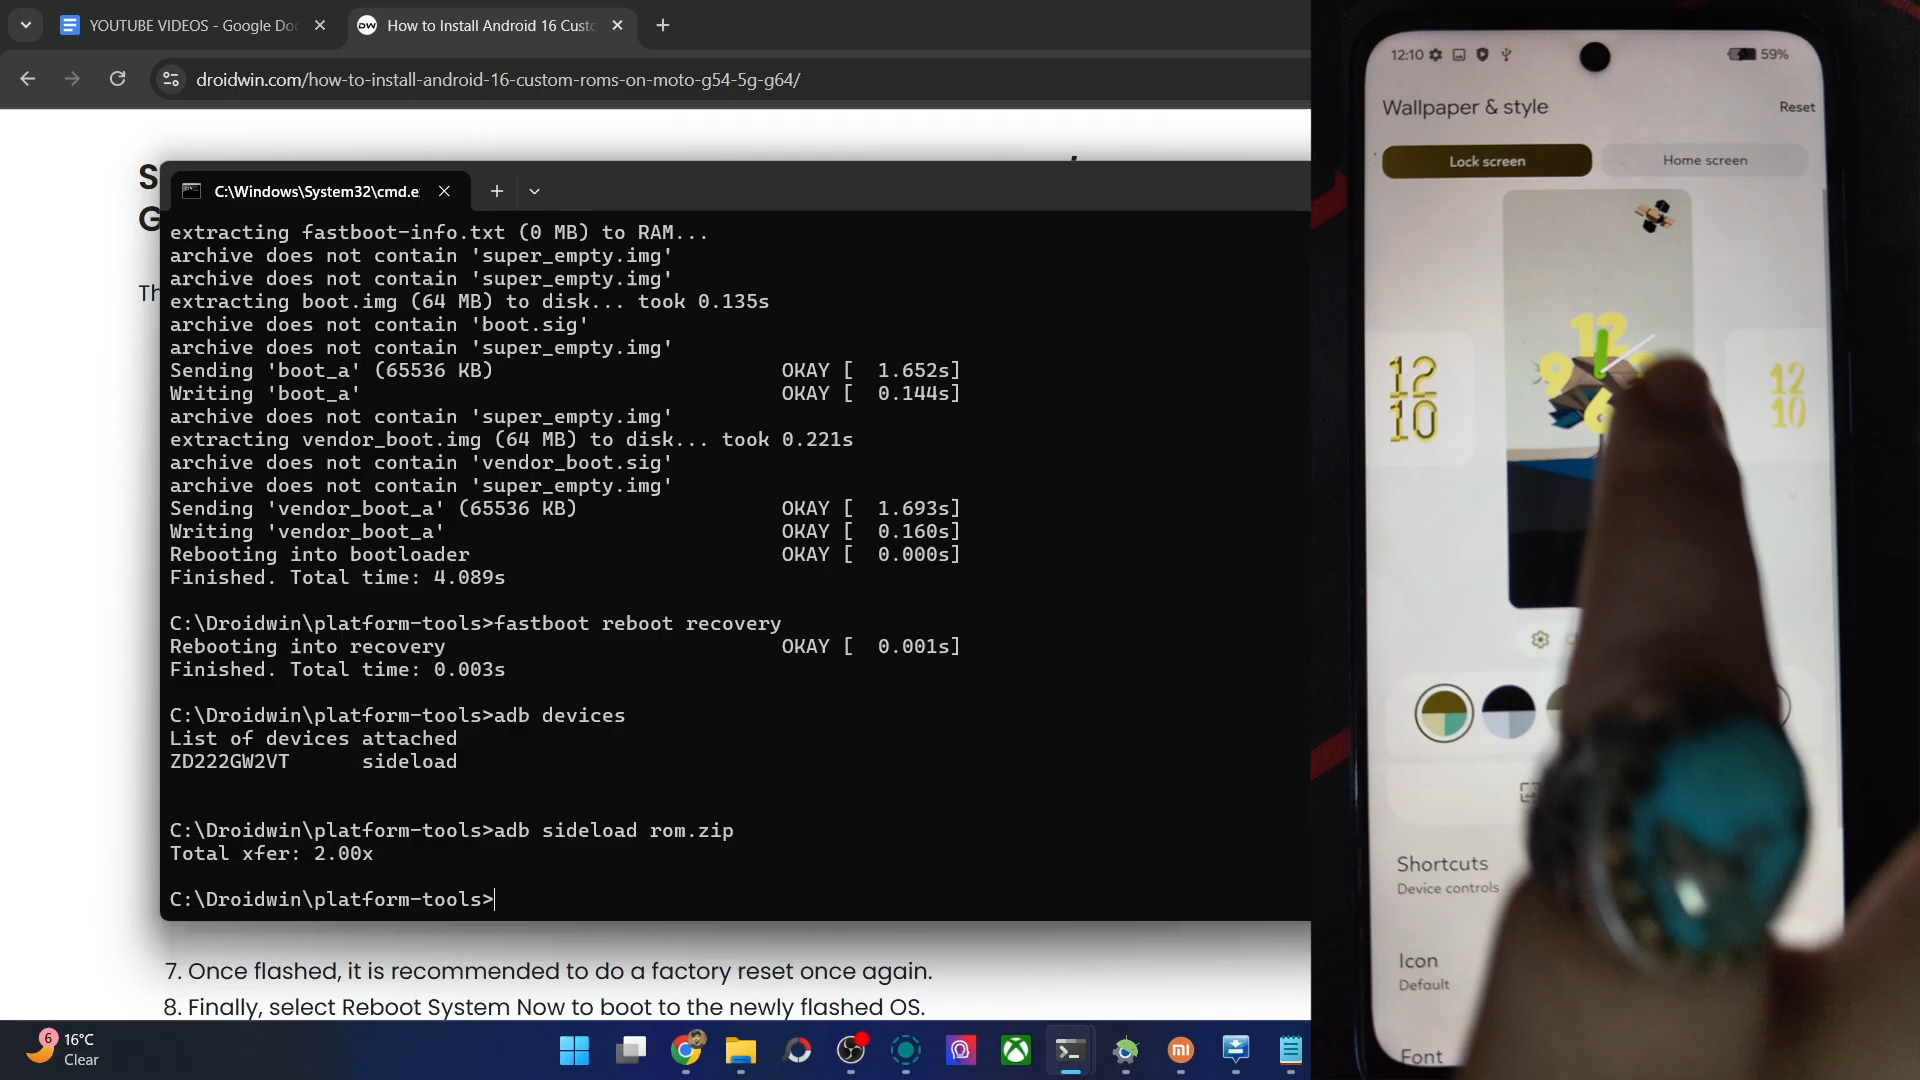 YOUTUBE VIDEOS - Google Do
How to Install Android 16 Cust
droidwin.com/how-to-install-android-16-custom-roms-on-moto-g54-5g-g64/
S
G
Th
C:\Windows\System32\cmd.e
extracting fastboot-info.txt (0 MB) to RAM...
archive does not contain 'super_empty.img'
archive does not contain 'super_empty.img'
extracting boot.img (64 MB) to disk... took 0.135s
archive does not contain 'boot.sig'
archive does not contain 'super_empty.img'
Sending 'boot_a' (65536 KB) OKAY [ 1.652s]
Writing 'boot_a' OKAY [ 0.144s]
archive does not contain 'super_empty.img'
extracting vendor_boot.img (64 MB) to disk... took 0.221s
archive does not contain 'vendor_boot.sig'
archive does not contain 'super_empty.img'
Sending 'vendor_boot_a' (65536 KB) OKAY [ 1.693s]
Writing 'vendor_boot_a' OKAY [ 0.160s]
Rebooting into bootloader OKAY [ 0.000s]
Finished. Total time: 4.089s
C:\Droidwin\platform-tools>fastboot reboot recovery
Rebooting into recovery OKAY [ 0.001s]
Finished. Total time: 0.003s
C:\Droidwin\platform-tools>adb devices
List of devices attached
ZD222GW2VT sideload
C:\Droidwin\platform-tools>adb sideload rom.zip
Total xfer: 2.00x
C:\Droidwin\platform-tools>
7. Once flashed, it is recommended to do a factory reset once again.
8. Finally, select Reboot System Now to boot to the newly flashed OS.
6
16°C
Clear
12:10
59%
Wallpaper & style
Reset
Lock screen
Home screen
12
9
6
12
10
12
10
Shortcuts
Device controls
Icon
Default
Font